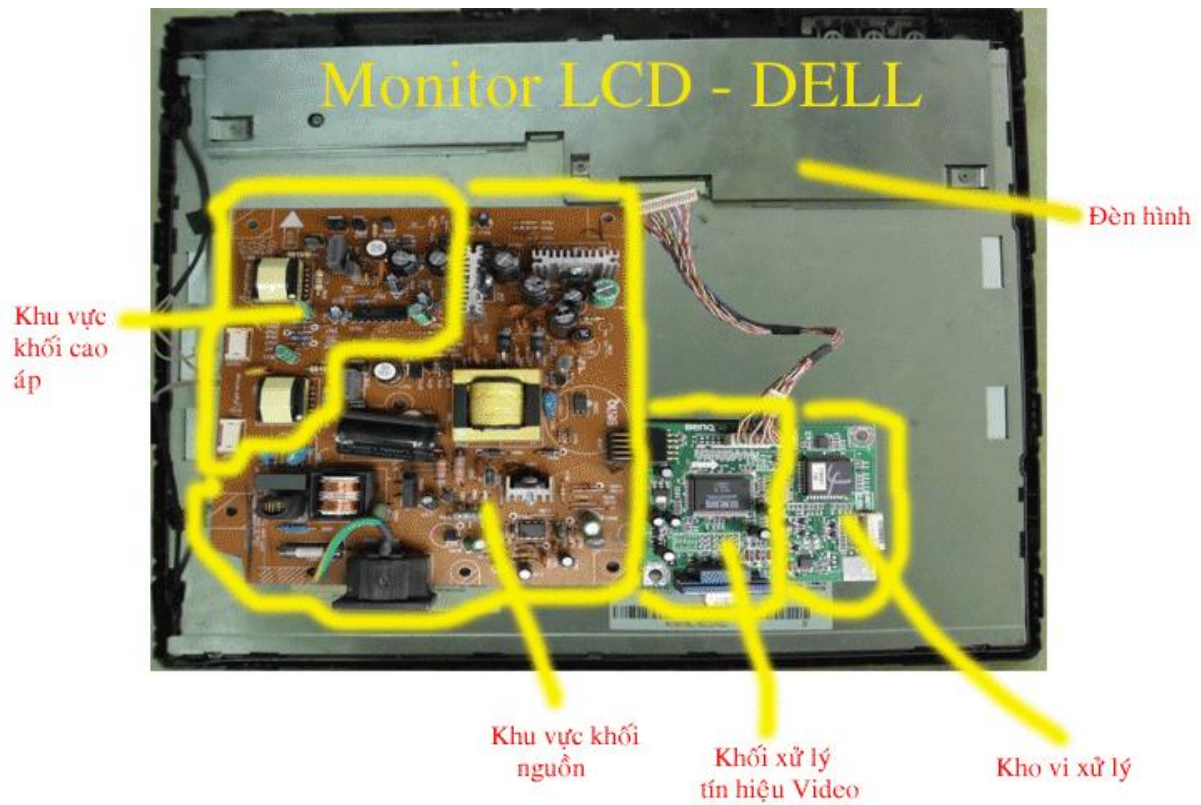 Monitor LCD - DELL
Đèn hình
Khu vực
khối cao
áp
Khu vực khối
nguồn
Khối xử lý
tín hiệu Video
Kho vi xử lý